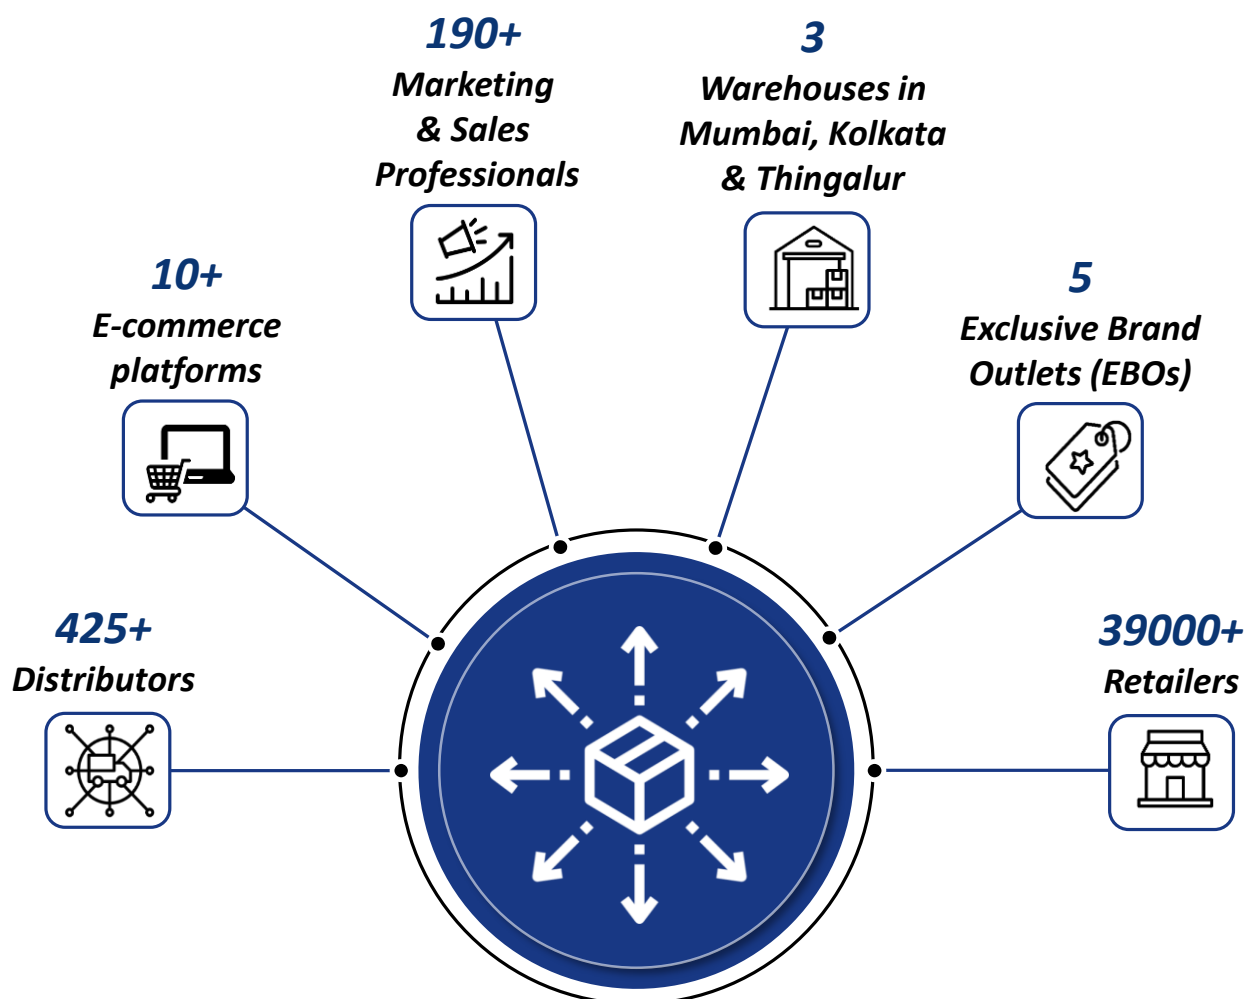 190+
Marketing
& Sales
Professionals
3
Warehouses in
Mumbai, Kolkata
& Thingalur
10+
E-commerce
platforms
5
Exclusive Brand
Outlets (EBOs)
425+
Distributors
39000+
Retailers